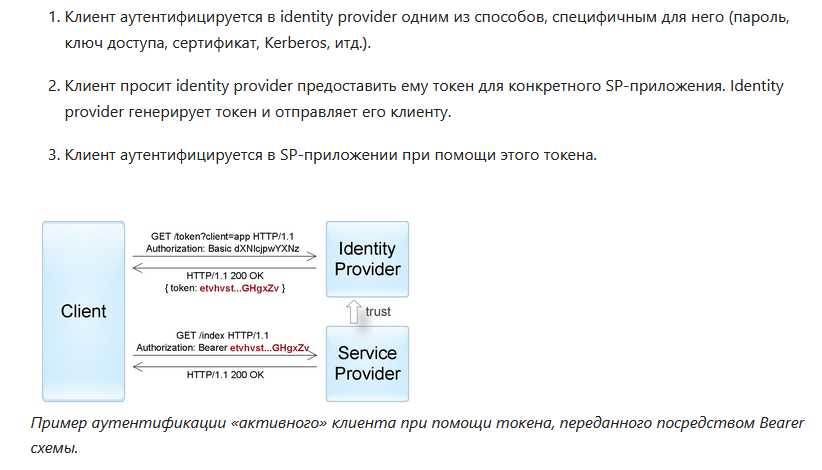 1. Клиент аутентифицируется в identity provider одним из способов, специфичным для него (пароль,
ключ доступа, сертификат, Kerberos, итд.).
2. Клиент просит identity provider предоставить ему токен для конкретного SP-приложения. Identity
provider генерирует токен и отправляет его клиенту.
3. Клиент аутентифицируется в SP-приложении при помощи этого токена.
GET /token?client=app HTTP/1.1
Authorization: Basic dXNlcjpwYXNz
HTTP/1.1 200 OK
{ token: etvhvst...GHgxZv }
Identity
Provider
Client
trust
GET /index HTTP/1.1
Authorization: Bearer etvhvst...GHgxZv
HTTP/1.1 200 OK
Service
Provider
Пример аутентификации «активного» клиента при помощи токена, переданного посредством Bearer
схемы.